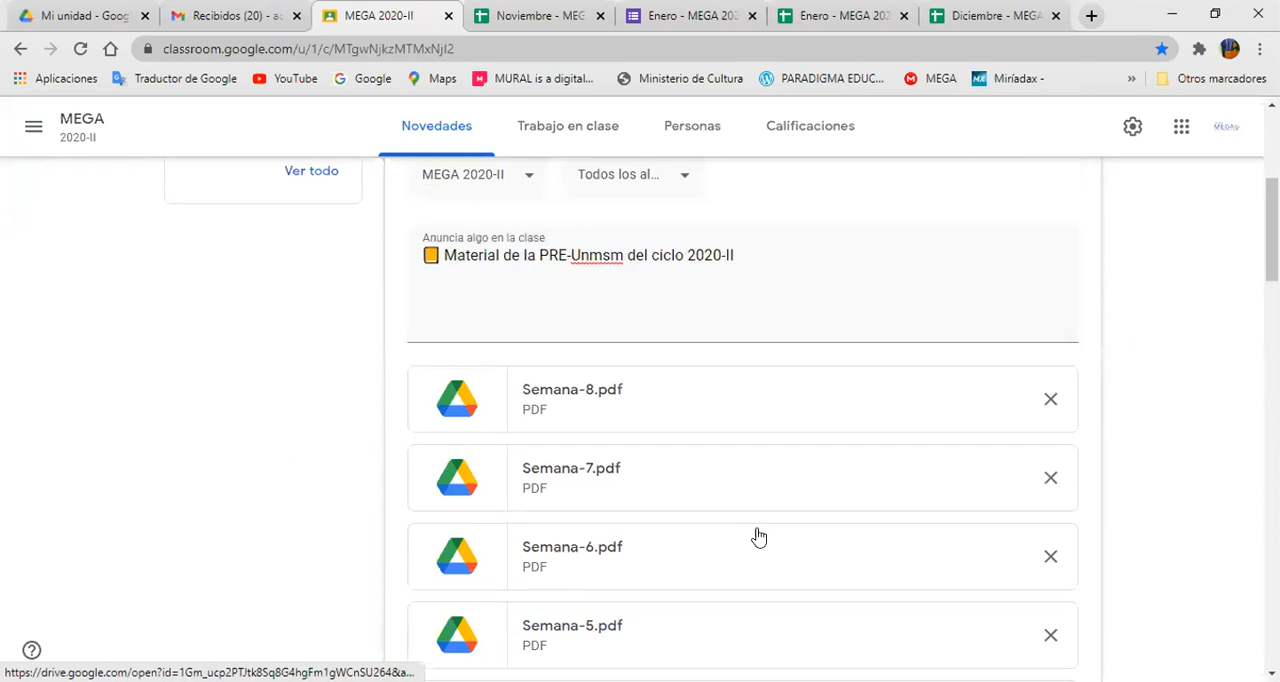 Mi unidad - Goog
Recibidos (20) - ac
MEGA 2020-II
Noviembre - MEG
Enero - MEGA 202
Enero - MEGA 202
Diciembre - MEGA
classroom.google.com/u/1/c/MTgwNjkzMTMxNjI2
Aplicaciones
Traductor de Google
YouTube
Google
Maps
MURAL is a digital...
Ministerio de Cultura
PARADIGMA EDUC...
MEGA
Miríadax -
»
Otros marcadores
MEGA
2020-II
Novedades
Trabajo en clase
Personas
Calificaciones
MEGA
Ver todo
MEGA 2020-II
Todos los al...
Anuncia algo en la clase
Material de la PRE-Unmsm del ciclo 2020-II
Semana-8.pdf
PDF
Semana-7.pdf
PDF
Semana-6.pdf
PDF
Semana-5.pdf
PDF
https://drive.google.com/open?id=1Gm_ucp2PTJtk8Sq8G4hgFm1gWCnSU264&a...